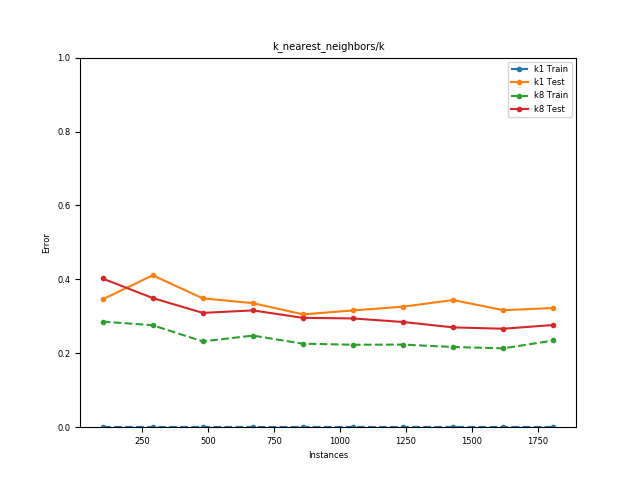 k_nearest_neighbors/k
k1 Train
k1 Test
k8 Train
k8 Test
1.0
0.8
0.6
0.4
0.2
0.0
Error
250 500 750 1000 1250 1500 1750
Instances